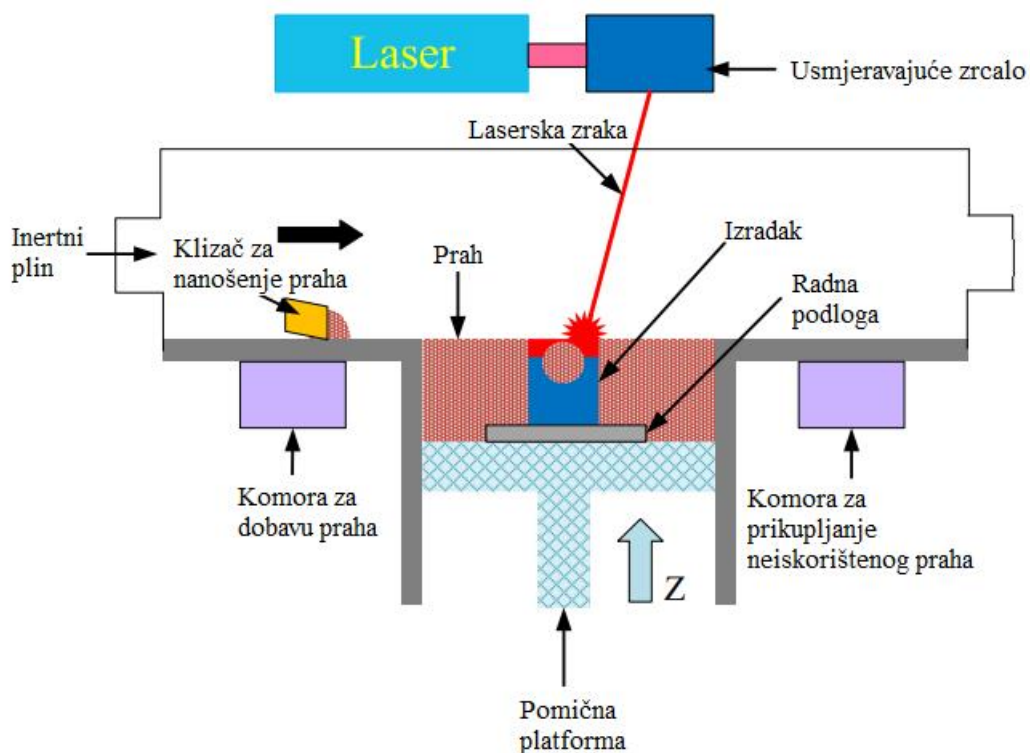 Laser
Usmjeravajuće zrcalo
Laserska zraka
Inertni
plin
Klizač za
nanošenje praha
Prah
Izradak
Radna
podloga
Komora za
dobavu praha
Komora za
prikupljanje
neiskorištenog praha
Z
Pomična
platforma